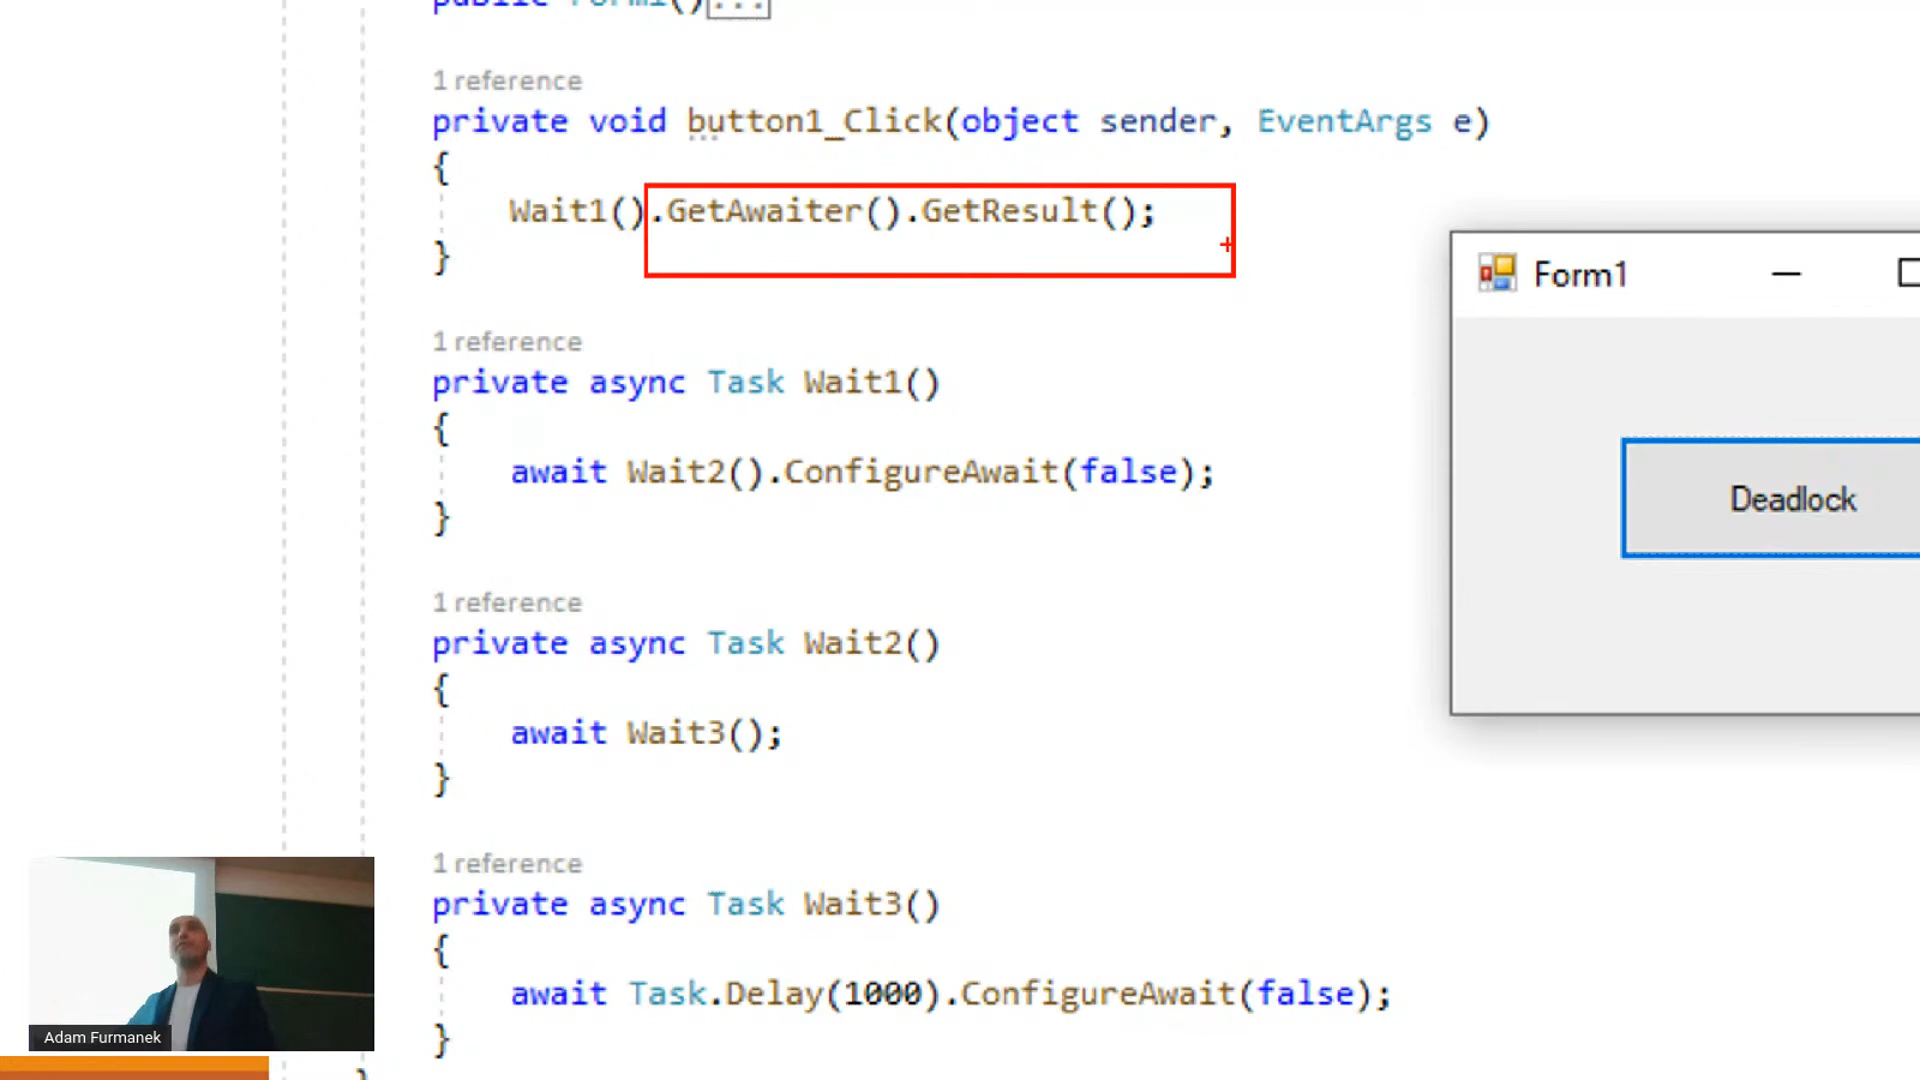 public Form1()...
1 reference
private void button1_Click(object sender, EventArgs e)
{
Wait1().GetAwaiter().GetResult();
}
1 reference
private async Task Wait1()
{
await Wait2().ConfigureAwait(false);
}
1 reference
private async Task Wait2()
{
await Wait3();
}
1 reference
private async Task Wait3()
{
await Task.Delay(1000).ConfigureAwait(false);
}
}
Form1
Deadlock
Adam Furmanek